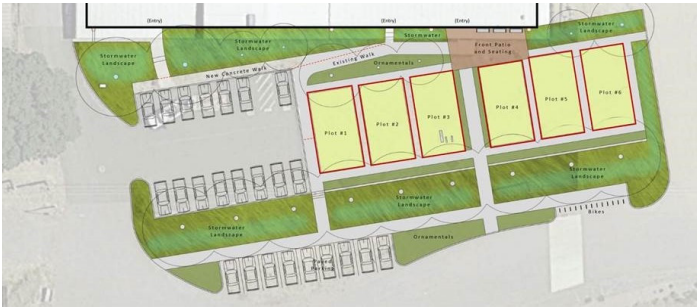 (Entry)
(Entry)
(Entry)
Stormwater
Landscape
Stormwater
Landscape
Stormwater
Stormwater
Landscape
Front Patio
and Seating
New Concrete Walk
Existing Walk
Ornamentals
Plot #1
Plot #2
Plot #3
Plot #4
Plot #5
Plot #6
Stormwater
Landscape
Stormwater
Landscape
Stormwater
Landscape
Ornamentals
Bikes
Parking